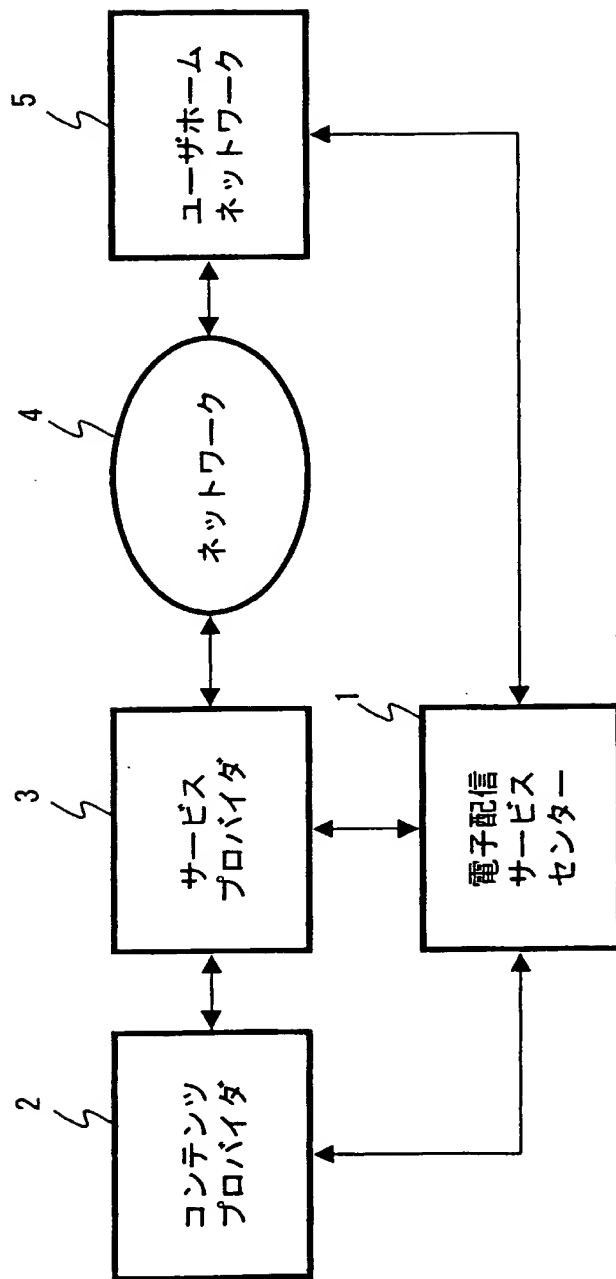 2
コンテンツ
プロバイダ
3
サービス
プロバイダ
4
ネットワーク
5
ユーザホーム
ネットワーク
1
電子配信
サービス
センター